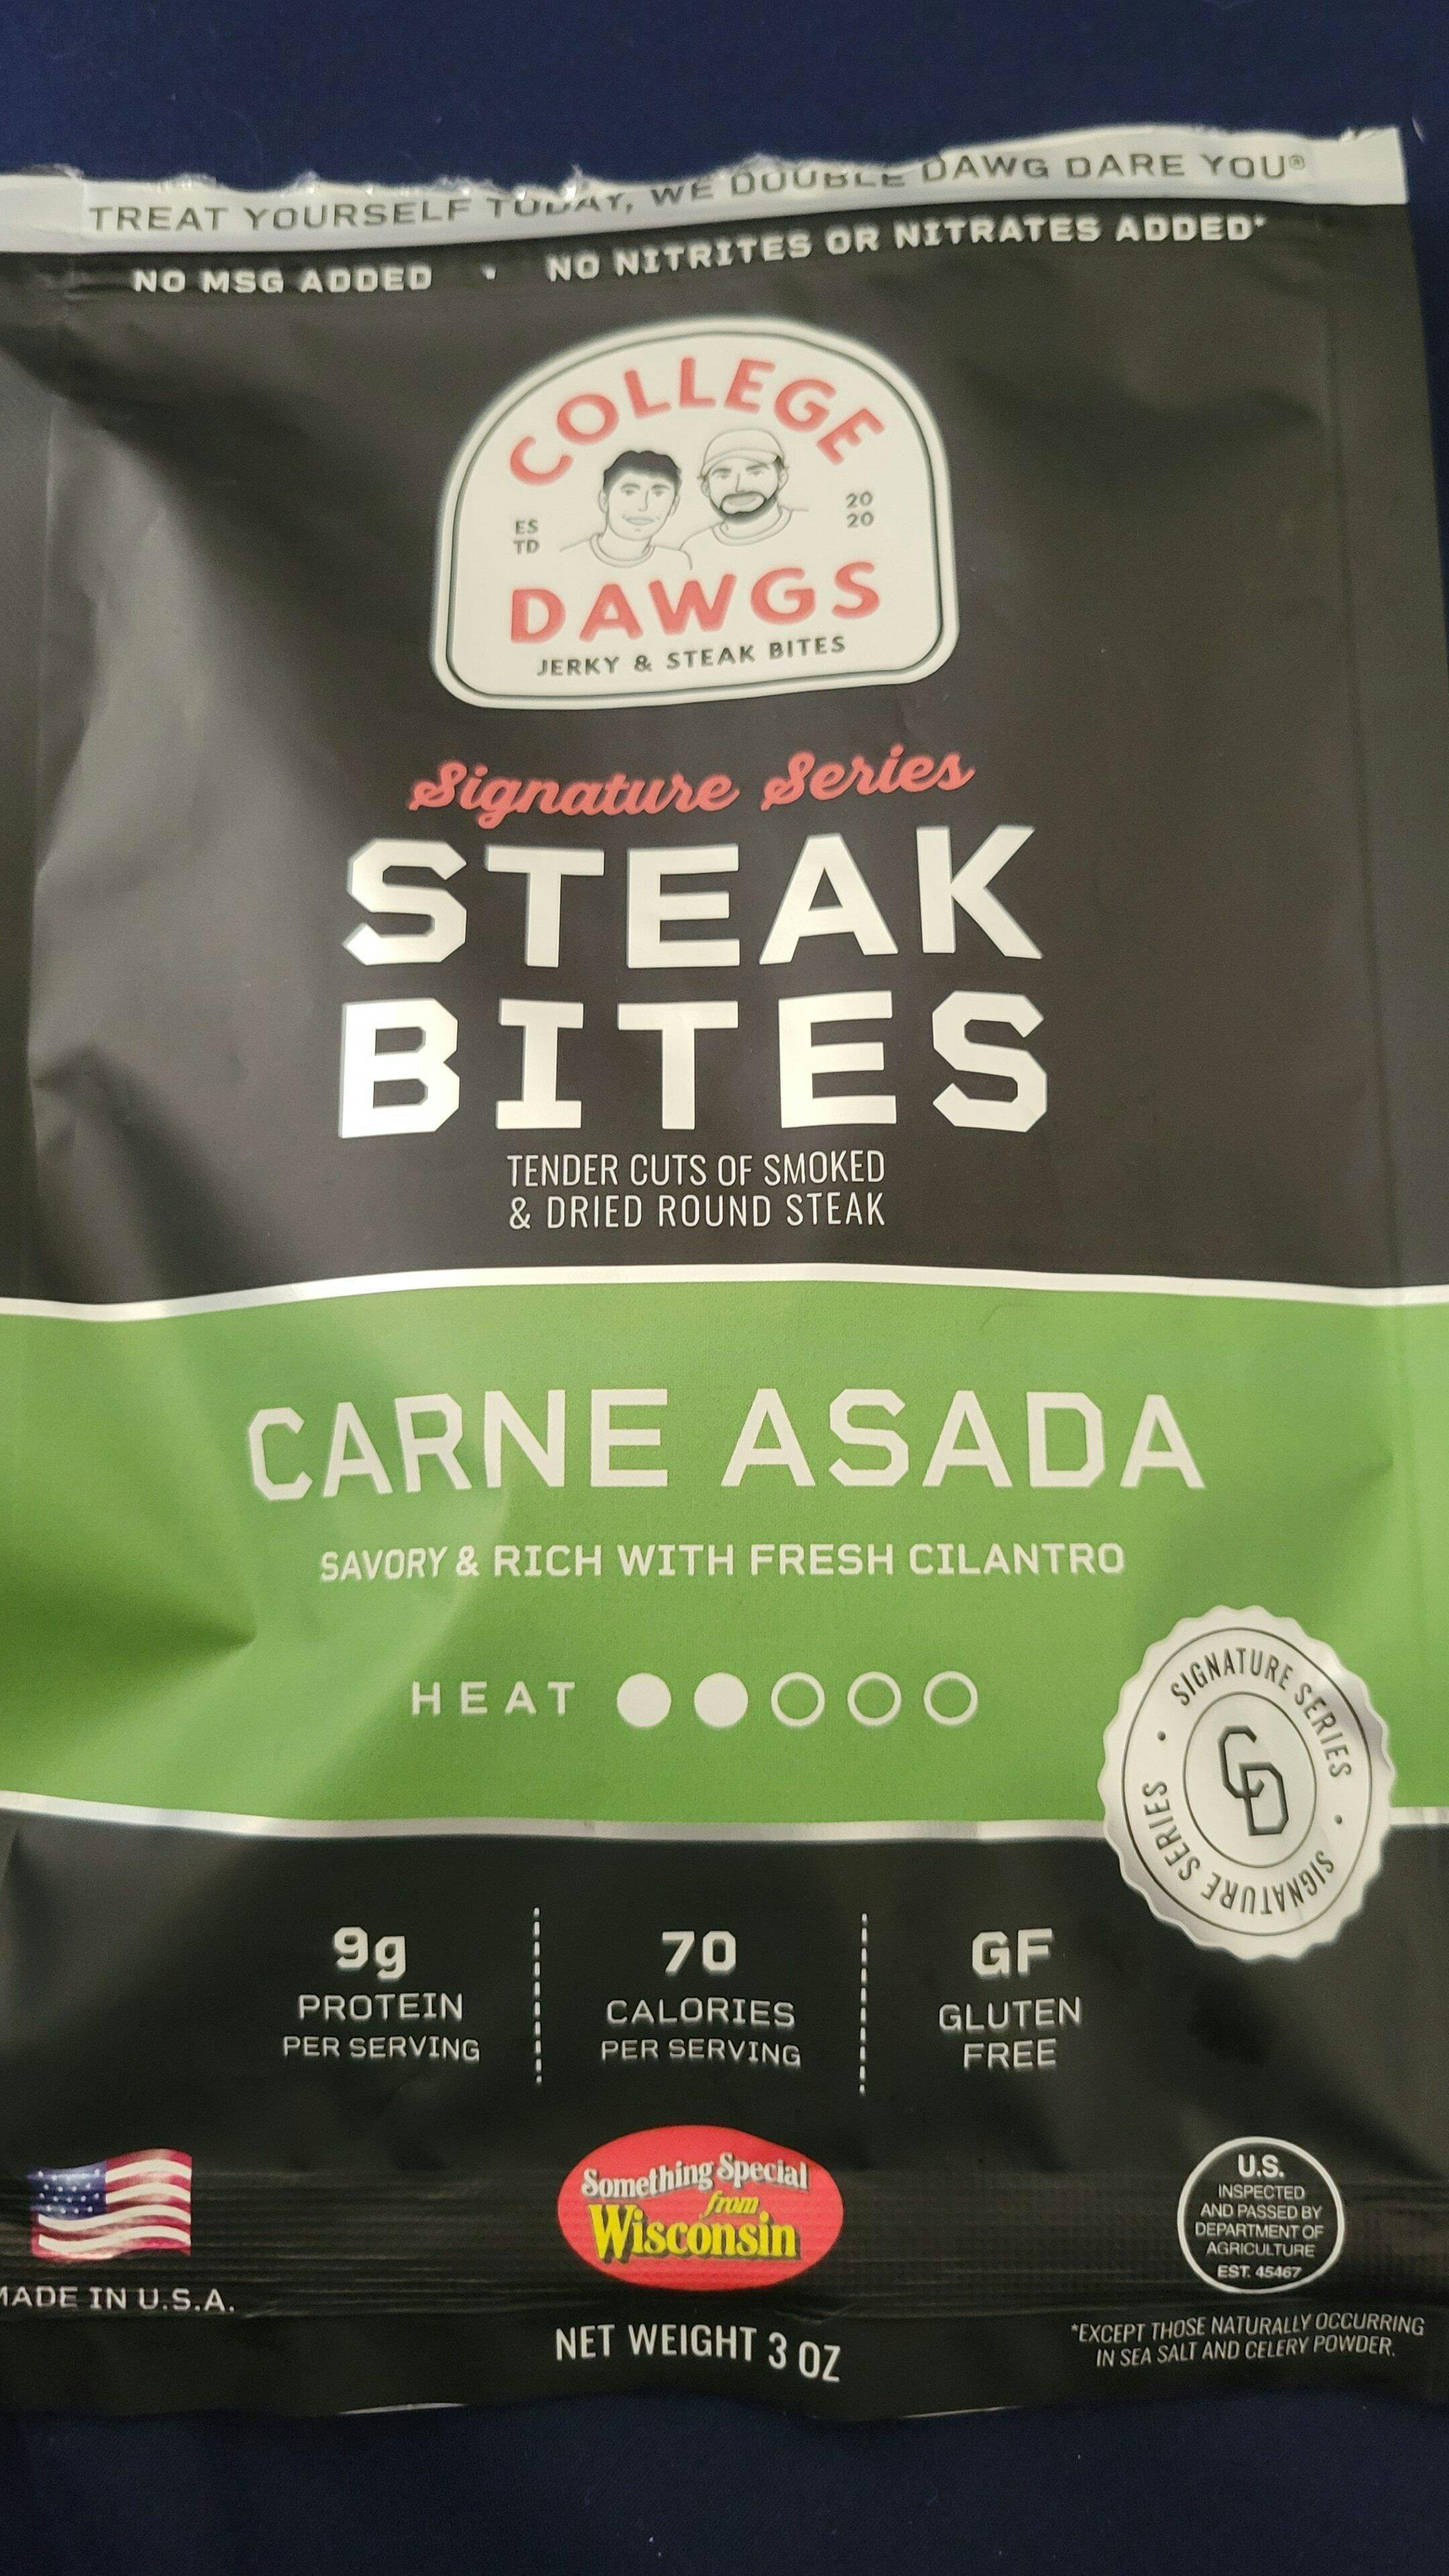 TREAT YOURSELF TODAY, WE DOUBLE DAWG DARE YOU®
NO MSG ADDED • NO NITRITES OR NITRATES ADDED*
COLLEGE
ES
TD
20
20
DAWGS
JERKY & STEAK BITES
Signature Series
STEAK
BITES
TENDER CUTS OF SMOKED
& DRIED ROUND STEAK
CARNE ASADA
SAVORY & RICH WITH FRESH CILANTRO
HEAT
SIGNATURE SERIES • SIGNATURE SERIES •
CD
9g
PROTEIN
PER SERVING
70
CALORIES
PER SERVING
GF
GLUTEN
FREE
MADE IN U.S.A.
Something Special
from
Wisconsin
NET WEIGHT 3 OZ
U.S.
INSPECTED
AND PASSED BY
DEPARTMENT OF
AGRICULTURE
EST. 45467
*EXCEPT THOSE NATURALLY OCCURRING
IN SEA SALT AND CELERY POWDER.